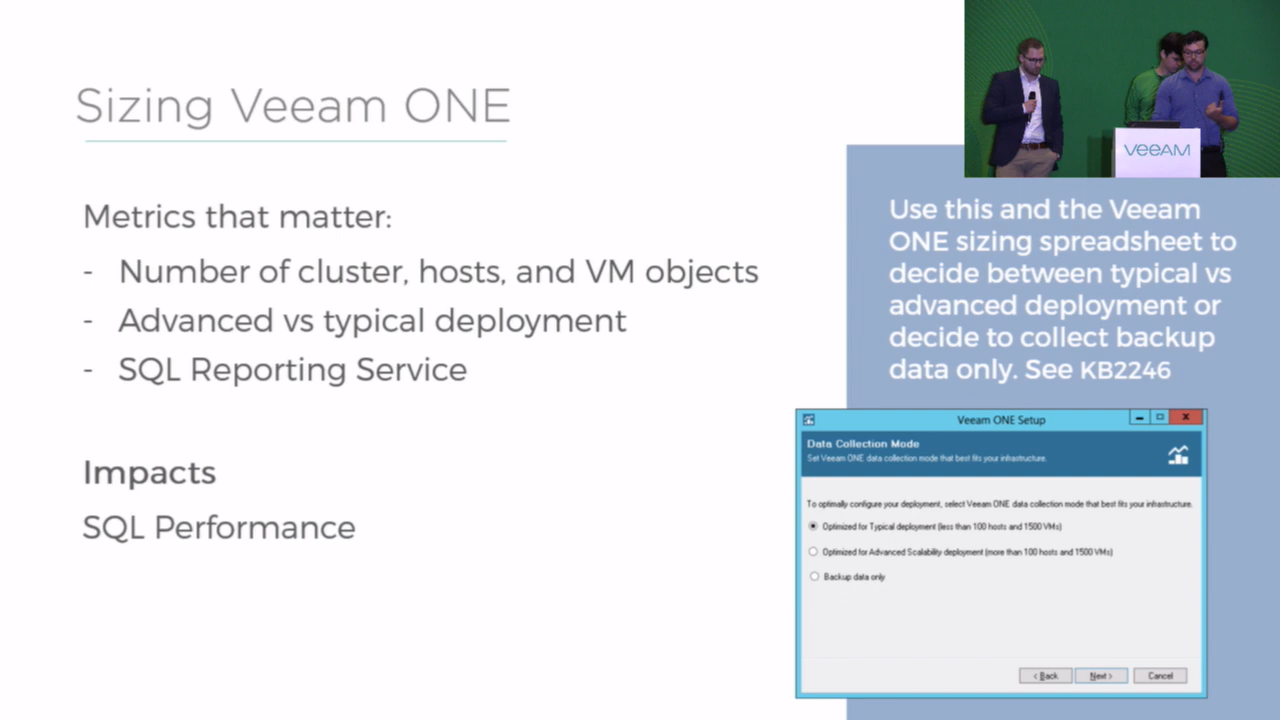 Sizing Veeam ONE
Metrics that matter:
- Number of cluster, hosts, and VM objects
- Advanced vs typical deployment
- SQL Reporting Service
Impacts
SQL Performance
VEEAM
Use this and the Veeam
ONE sizing spreadsheet to
decide between typical vs
advanced deployment or
decide to collect backup
data only. See KB2246
Veeam ONE Setup
Data Collection Mode
Set Veeam ONE data collection mode that best fits your infrastructure.
To optimally configure your deployment, select Veeam ONE data collection mode that best fits your infrastructure.
Optimized for Typical deployment (less than 100 hosts and 1500 VMs)
Optimized for Advanced Scalability deployment (more than 100 hosts and 1500 VMs)
Backup data only
< Back
Next >
Cancel